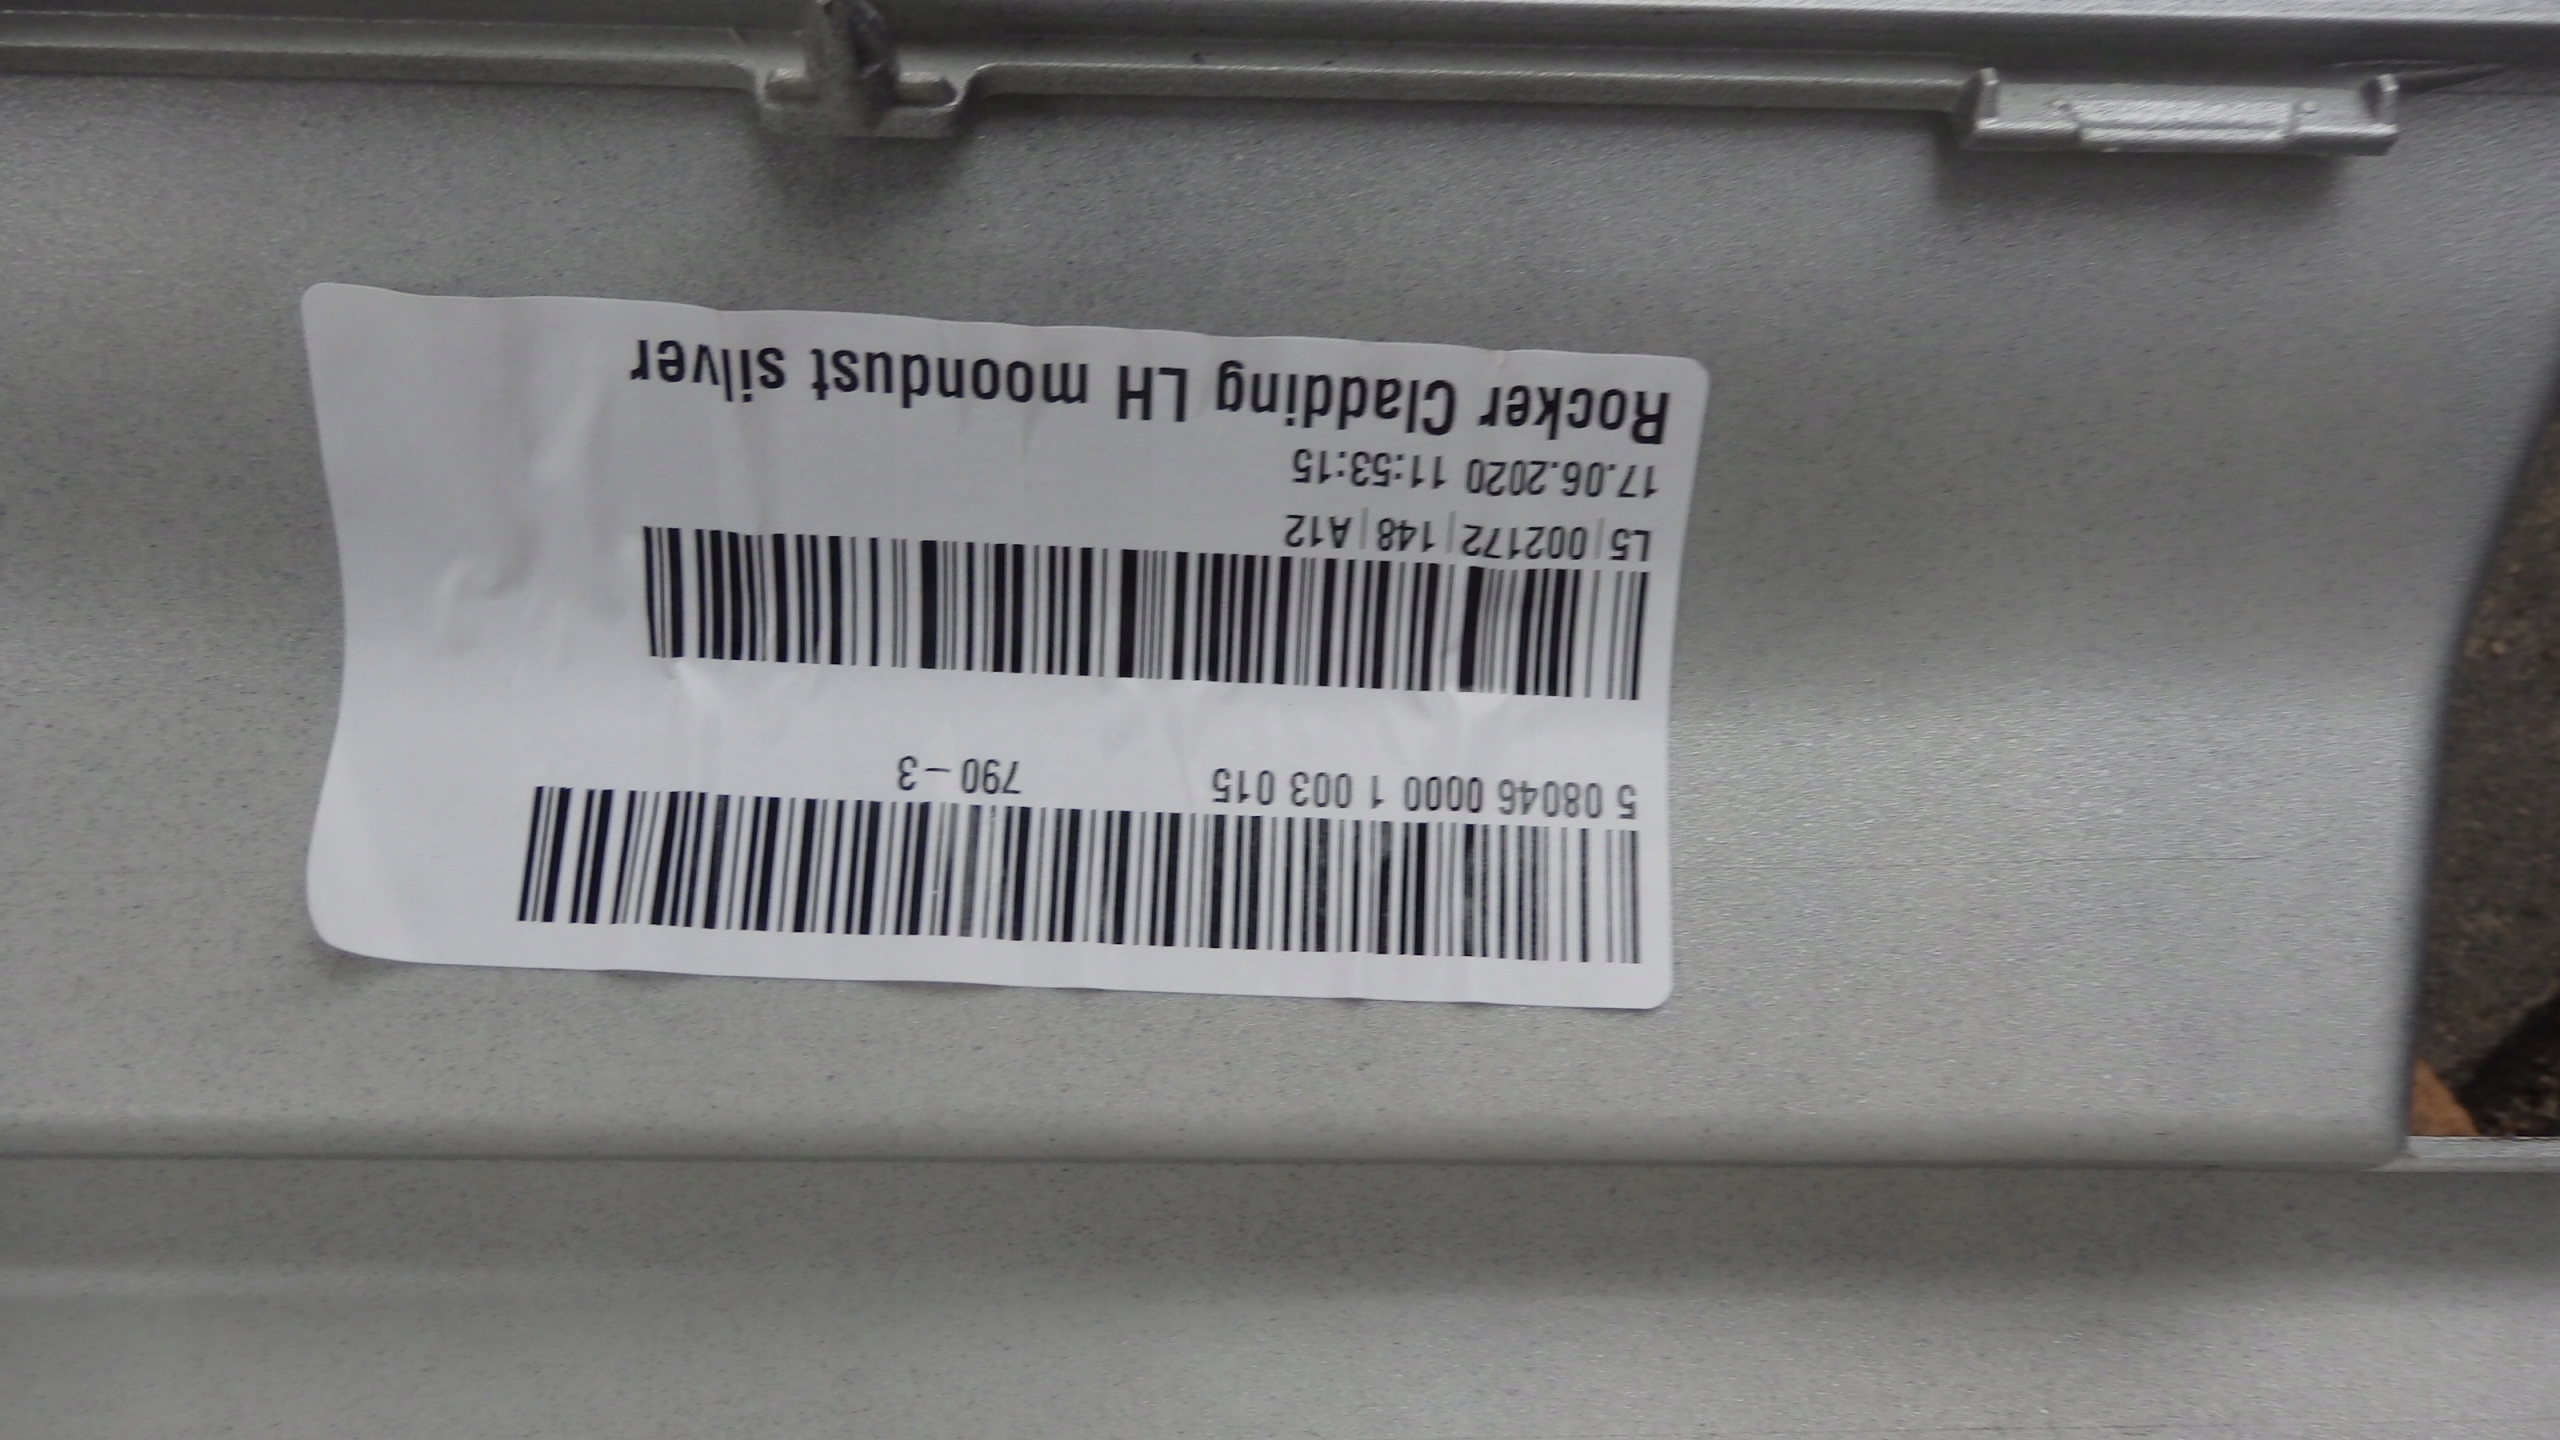 Rocker Cladding LH moondust silver
17.06.2020 11:53:15
L5|002172|148|A12
5 08046 0000 1 003 015 790-3